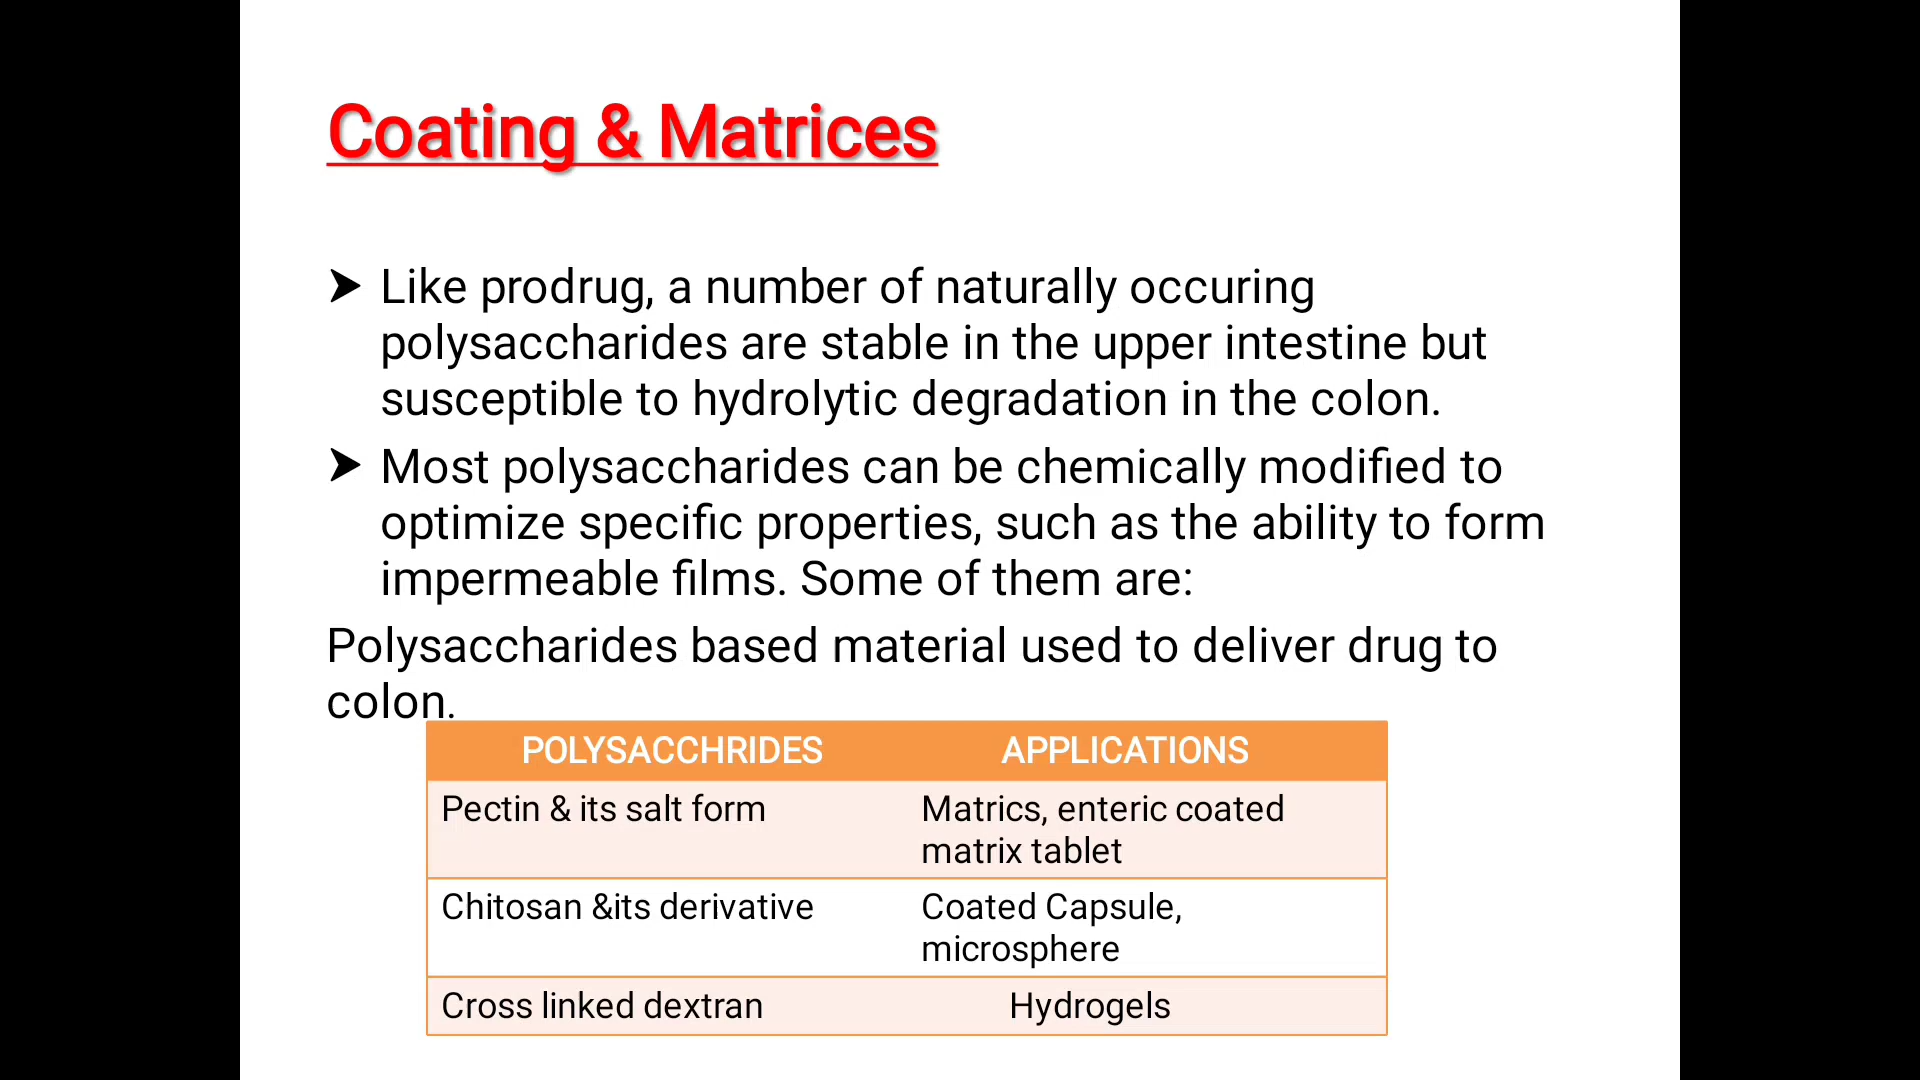 Coating & Matrices
➤ Like prodrug, a number of naturally occuring
polysaccharides are stable in the upper intestine but
susceptible to hydrolytic degradation in the colon.
➤ Most polysaccharides can be chemically modified to
optimize specific properties, such as the ability to form
impermeable films. Some of them are:
Polysaccharides based material used to deliver drug to
colon.
POLYSACCHRIDES APPLICATIONS
Pectin & its salt form Matrics, enteric coated
matrix tablet
Chitosan &its derivative Coated Capsule,
microsphere
Cross linked dextran Hydrogels